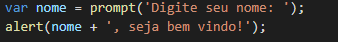 var nome = prompt('Digite seu nome: ');
alert(nome + ', seja bem vindo!');